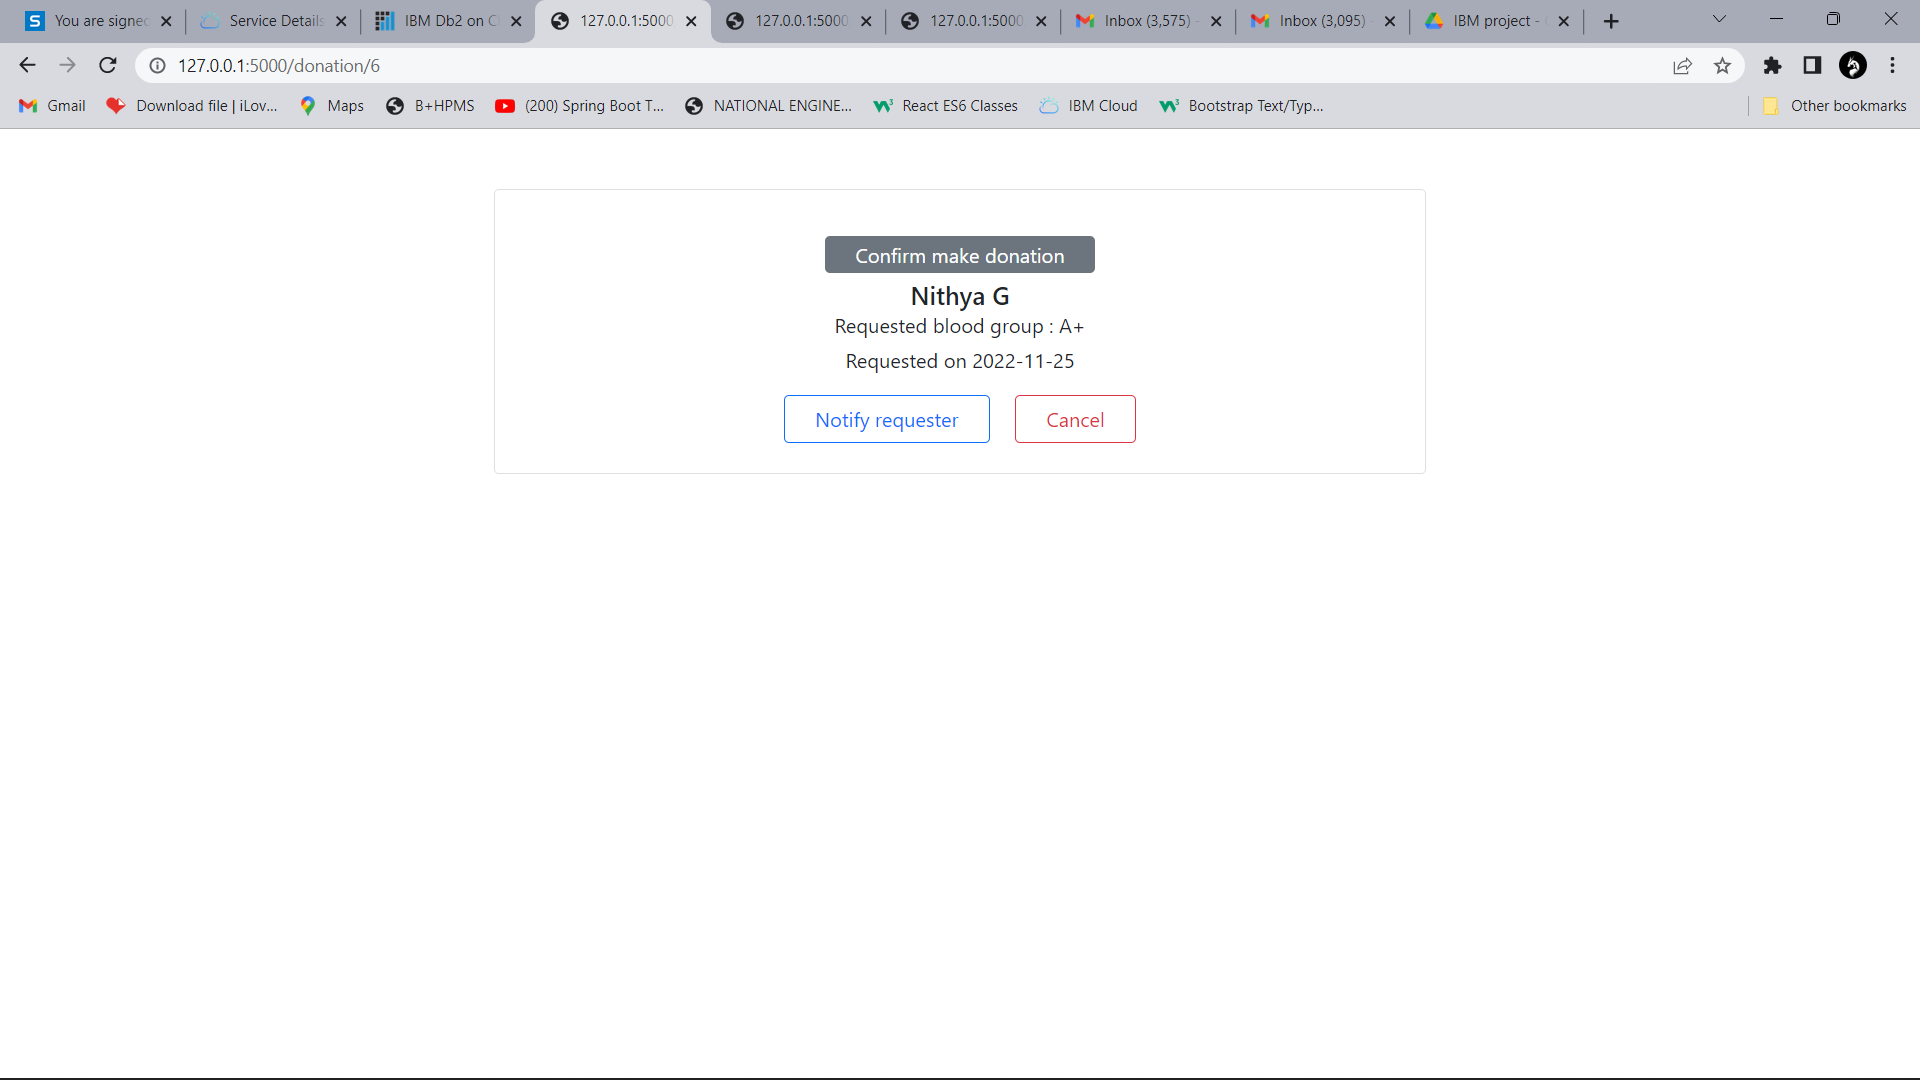 You are signed
Service Details
IBM Db2 on Cl
127.0.0.1:5000
127.0.0.1:5000
127.0.0.1:5000
Inbox (3,575) -
Inbox (3,095) -
IBM project -
127.0.0.1:5000/donation/6
Gmail
Download file | iLov...
Maps
B+HPMS
(200) Spring Boot T...
NATIONAL ENGINE...
React ES6 Classes
IBM Cloud
Bootstrap Text/Typ...
Other bookmarks
Confirm make donation
Nithya G
Requested blood group : A+
Requested on 2022-11-25
Notify requester
Cancel